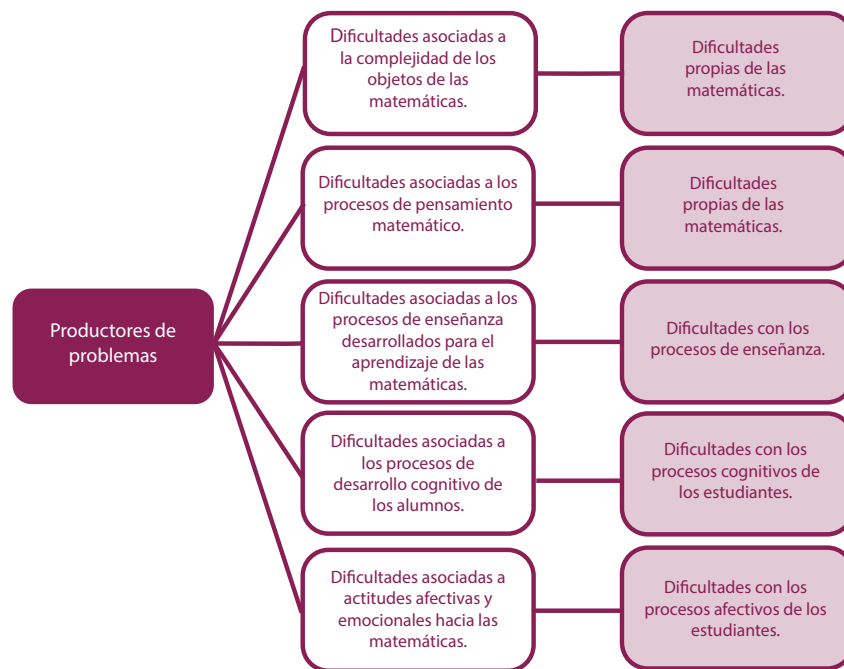 Dificultades asociadas a
la complejidad de los
objetos de las
matemáticas.
Dificultades
propias de las
matemáticas.
Dificultades asociadas a los
procesos de pensamiento
matemático.
Dificultades
propias de las
matemáticas.
Productores de
problemas
Dificultades asociadas a los
procesos de enseñanza
desarrollados para el
aprendizaje de las
matemáticas.
Dificultades con los
procesos de enseñanza.
Dificultades asociadas a
los procesos de
desarrollo cognitivo de
los alumnos.
Dificultades con los
procesos cognitivos de
los estudiantes.
Dificultades asociadas a
actitudes afectivas y
emocionales hacia las
matemáticas.
Dificultades con los
procesos afectivos de los
estudiantes.